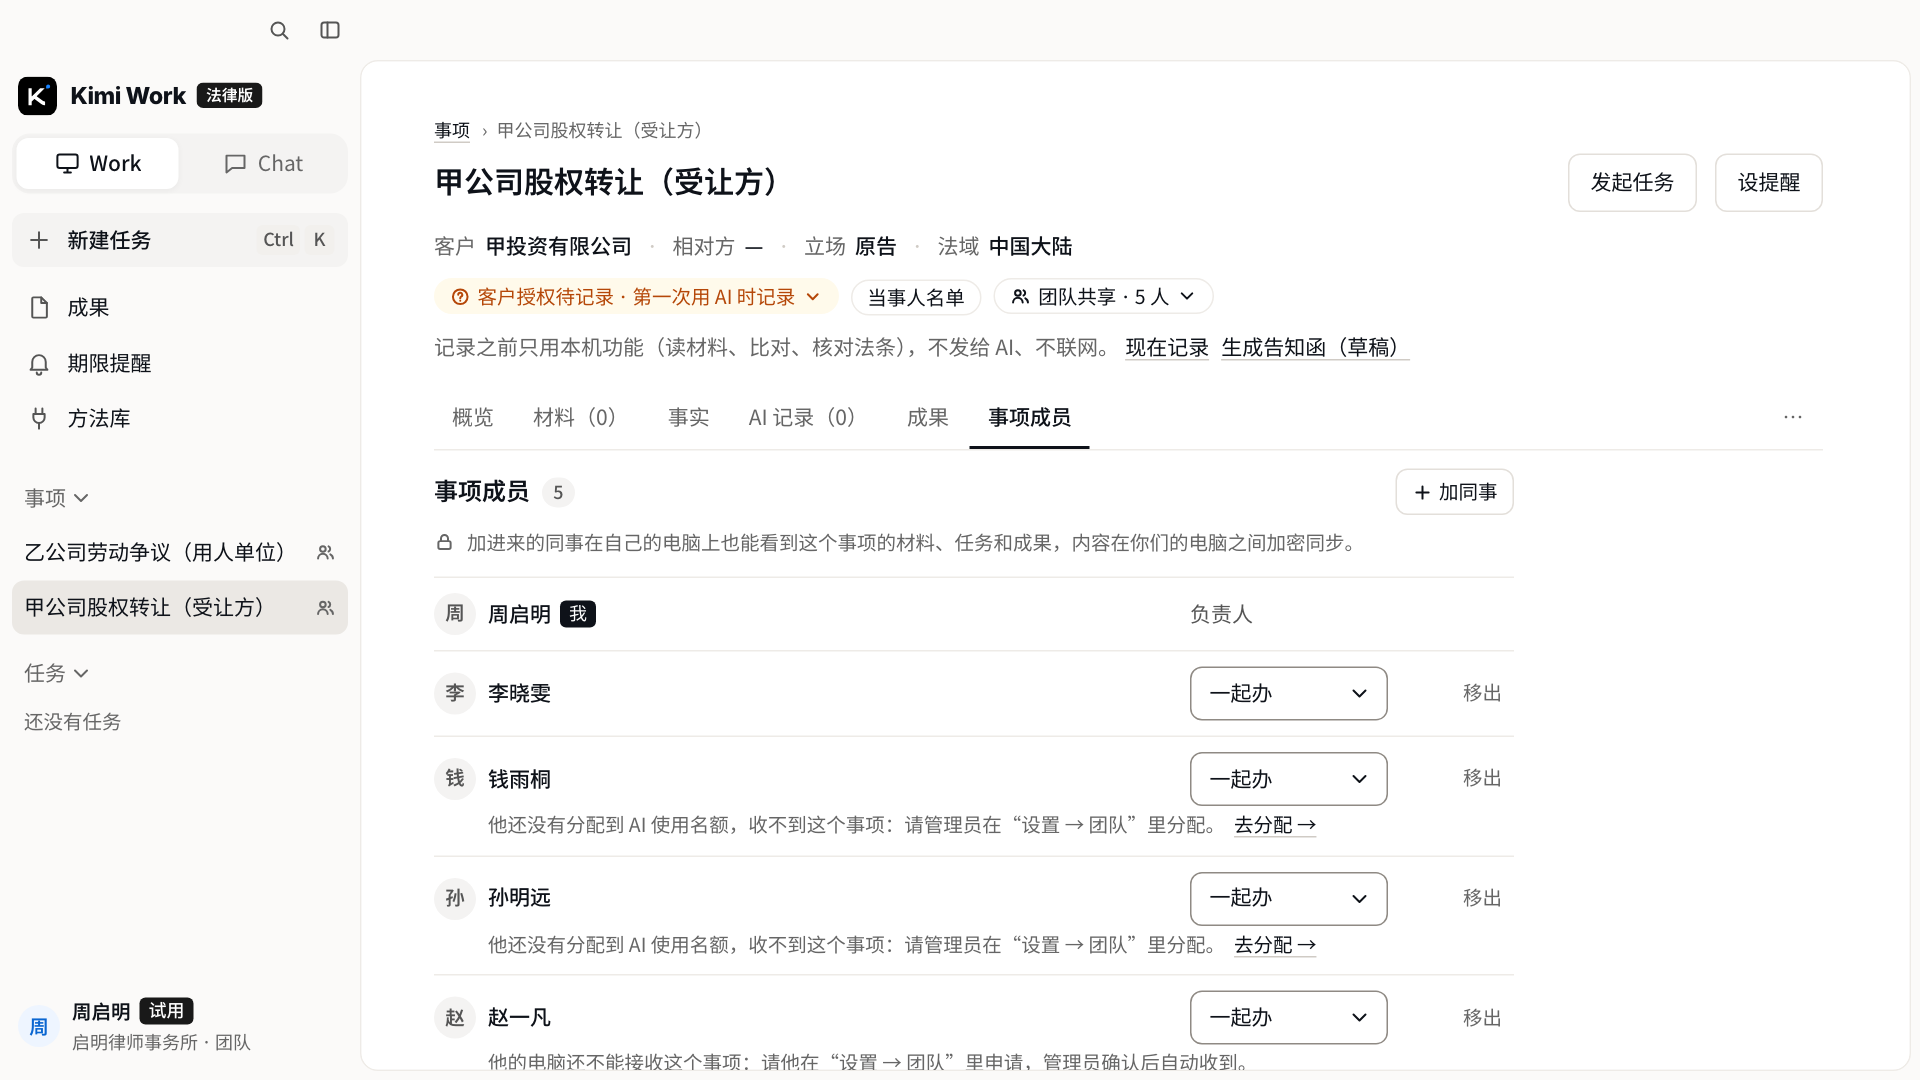 Kimi Work 法律版
Work
Chat
新建任务 Ctrl K
成果
期限提醒
方法库
事项
乙公司劳动争议（用人单位）
甲公司股权转让（受让方）
任务
还没有任务
周 周启明 试用
启明律师事务所 · 团队
事项 › 甲公司股权转让（受让方）
甲公司股权转让（受让方）
发起任务 设提醒
客户 甲投资有限公司 · 相对方 — · 立场 原告 · 法域 中国大陆
客户授权待记录 · 第一次用 AI 时记录 当事人名单 团队共享 · 5 人
记录之前只用本机功能（读材料、比对、核对法条），不发给 AI、不联网。 现在记录 生成告知函（草稿）
概览 材料（0） 事实 AI 记录（0） 成果 事项成员 ···
事项成员 5 + 加同事
加进来的同事在自己的电脑上也能看到这个事项的材料、任务和成果，内容在你们的电脑之间加密同步。
周 周启明 我 负责人
李 李晓雯 一起办 移出
钱 钱雨桐 一起办 移出
他还没有分配到 AI 使用名额，收不到这个事项：请管理员在“设置 → 团队”里分配。 去分配 →
孙 孙明远 一起办 移出
他还没有分配到 AI 使用名额，收不到这个事项：请管理员在“设置 → 团队”里分配。 去分配 →
赵 赵一凡 一起办 移出
他的电脑还不能接收这个事项：请他在“设置 → 团队”里申请，管理员确认后自动收到。